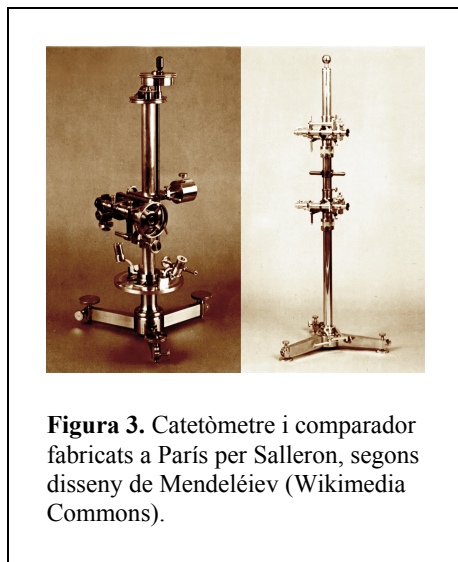 Figura 3. Catetòmetre i comparador
fabricats a París per Salleron, segons
disseny de Mendeléiev (Wikimedia
Commons).